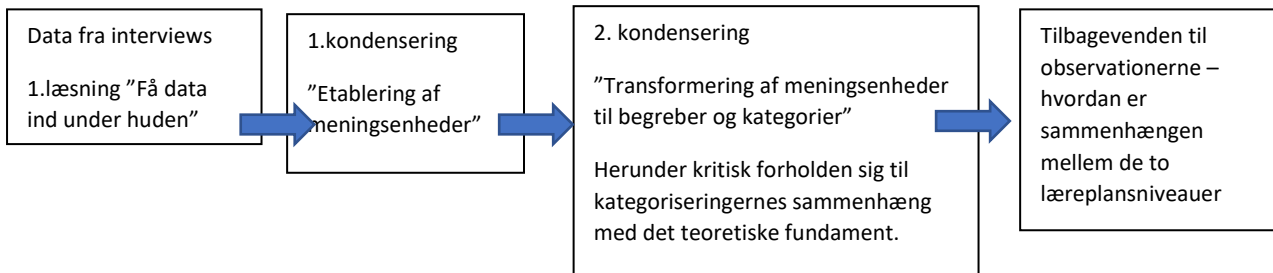 Data fra interviews
1.læsning ”Få data
ind under huden”
1.kondensering
”Etablering af
meningsenheder”
2. kondensering
”Transformering af meningsenheder
til begreber og kategorier”
Herunder kritisk forholden sig til
kategoriseringernes sammenhæng
med det teoretiske fundament.
Tilbagevenden til
observationerne –
hvordan er
sammenhængen
mellem de to
læreplansniveauer